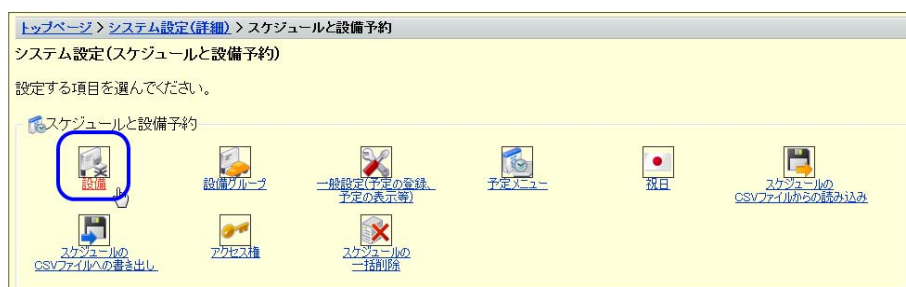 トップページ > システム設定(詳細) > スケジュールと設備予約
システム設定(スケジュールと設備予約)
設定する項目を選んでください。
スケジュールと設備予約
設備
設備グループ
一般設定(予定の登録、
予定の表示等)
予定メニュー
祝日
スケジュールの
CSVファイルからの読み込み
スケジュールの
CSVファイルへの書き出し
アクセス権
スケジュールの
一括削除